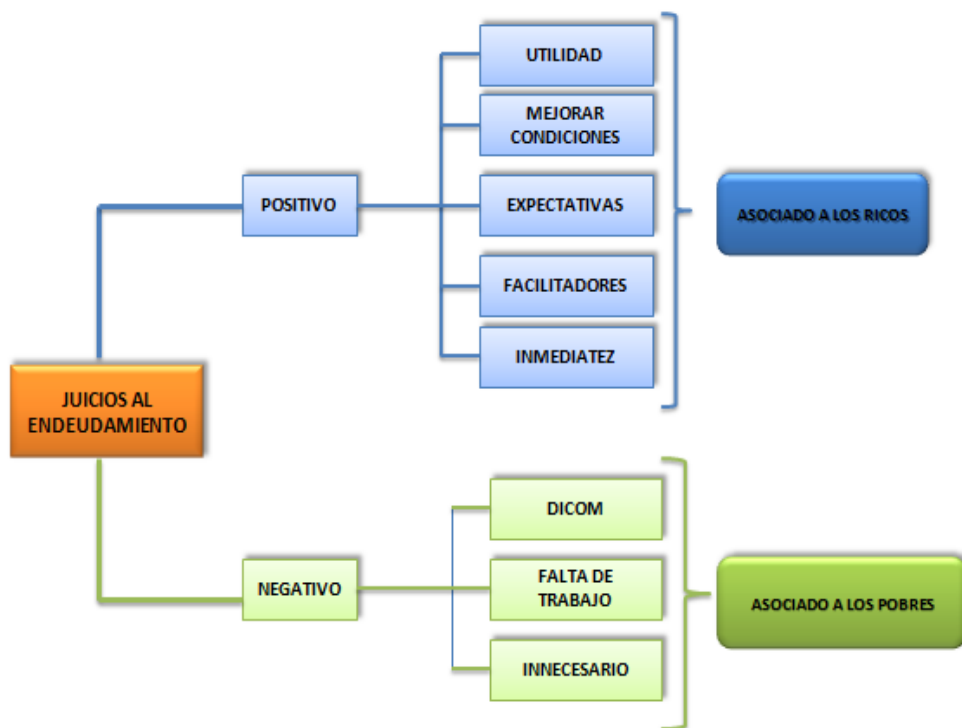 UTILIDAD
MEJORAR
CONDICIONES
POSITIVO
EXPECTATIVAS
ASOCIADO A LOS RICOS
FACILITADORES
INMEDIATEZ
JUICIOS AL
ENDEUDAMIENTO
DICOM
NEGATIVO
FALTA DE
TRABAJO
ASOCIADO A LOS POBRES
INNECESARIO